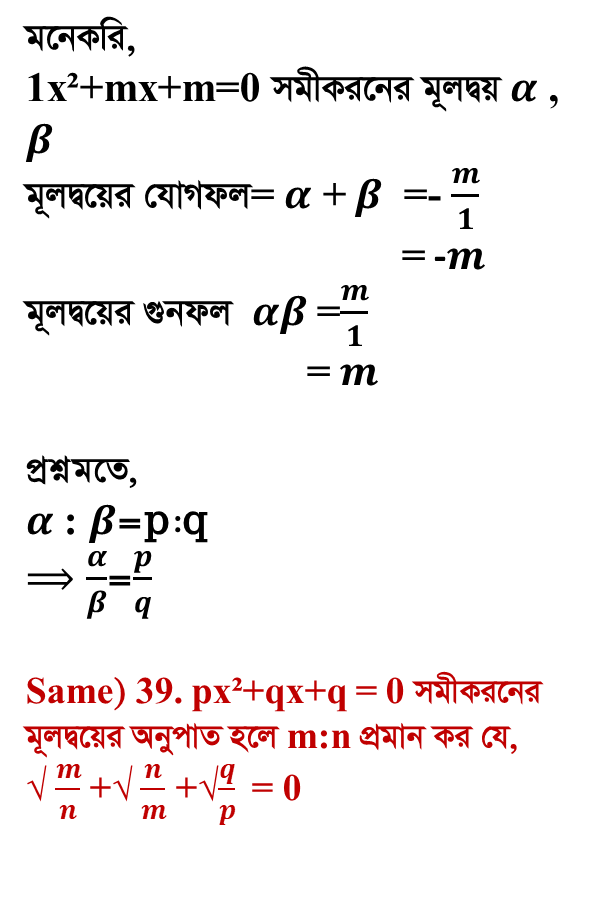 মনেকরি,
1x²+mx+m=0 সমীকরনের মূলদ্বয় α ,
β
মূলদ্বয়ের যোগফল= α + β =- m/1
= -m
মূলদ্বয়ের গুনফল αβ =m/1
= m
প্রশ্নমতে,
α : β=p:q
⟹ α/β=p/q
Same) 39. px²+qx+q = 0 সমীকরনের
মূলদ্বয়ের অনুপাত হলে m:n প্রমান কর যে,
√ m/n +√ n/m +√q/p = 0